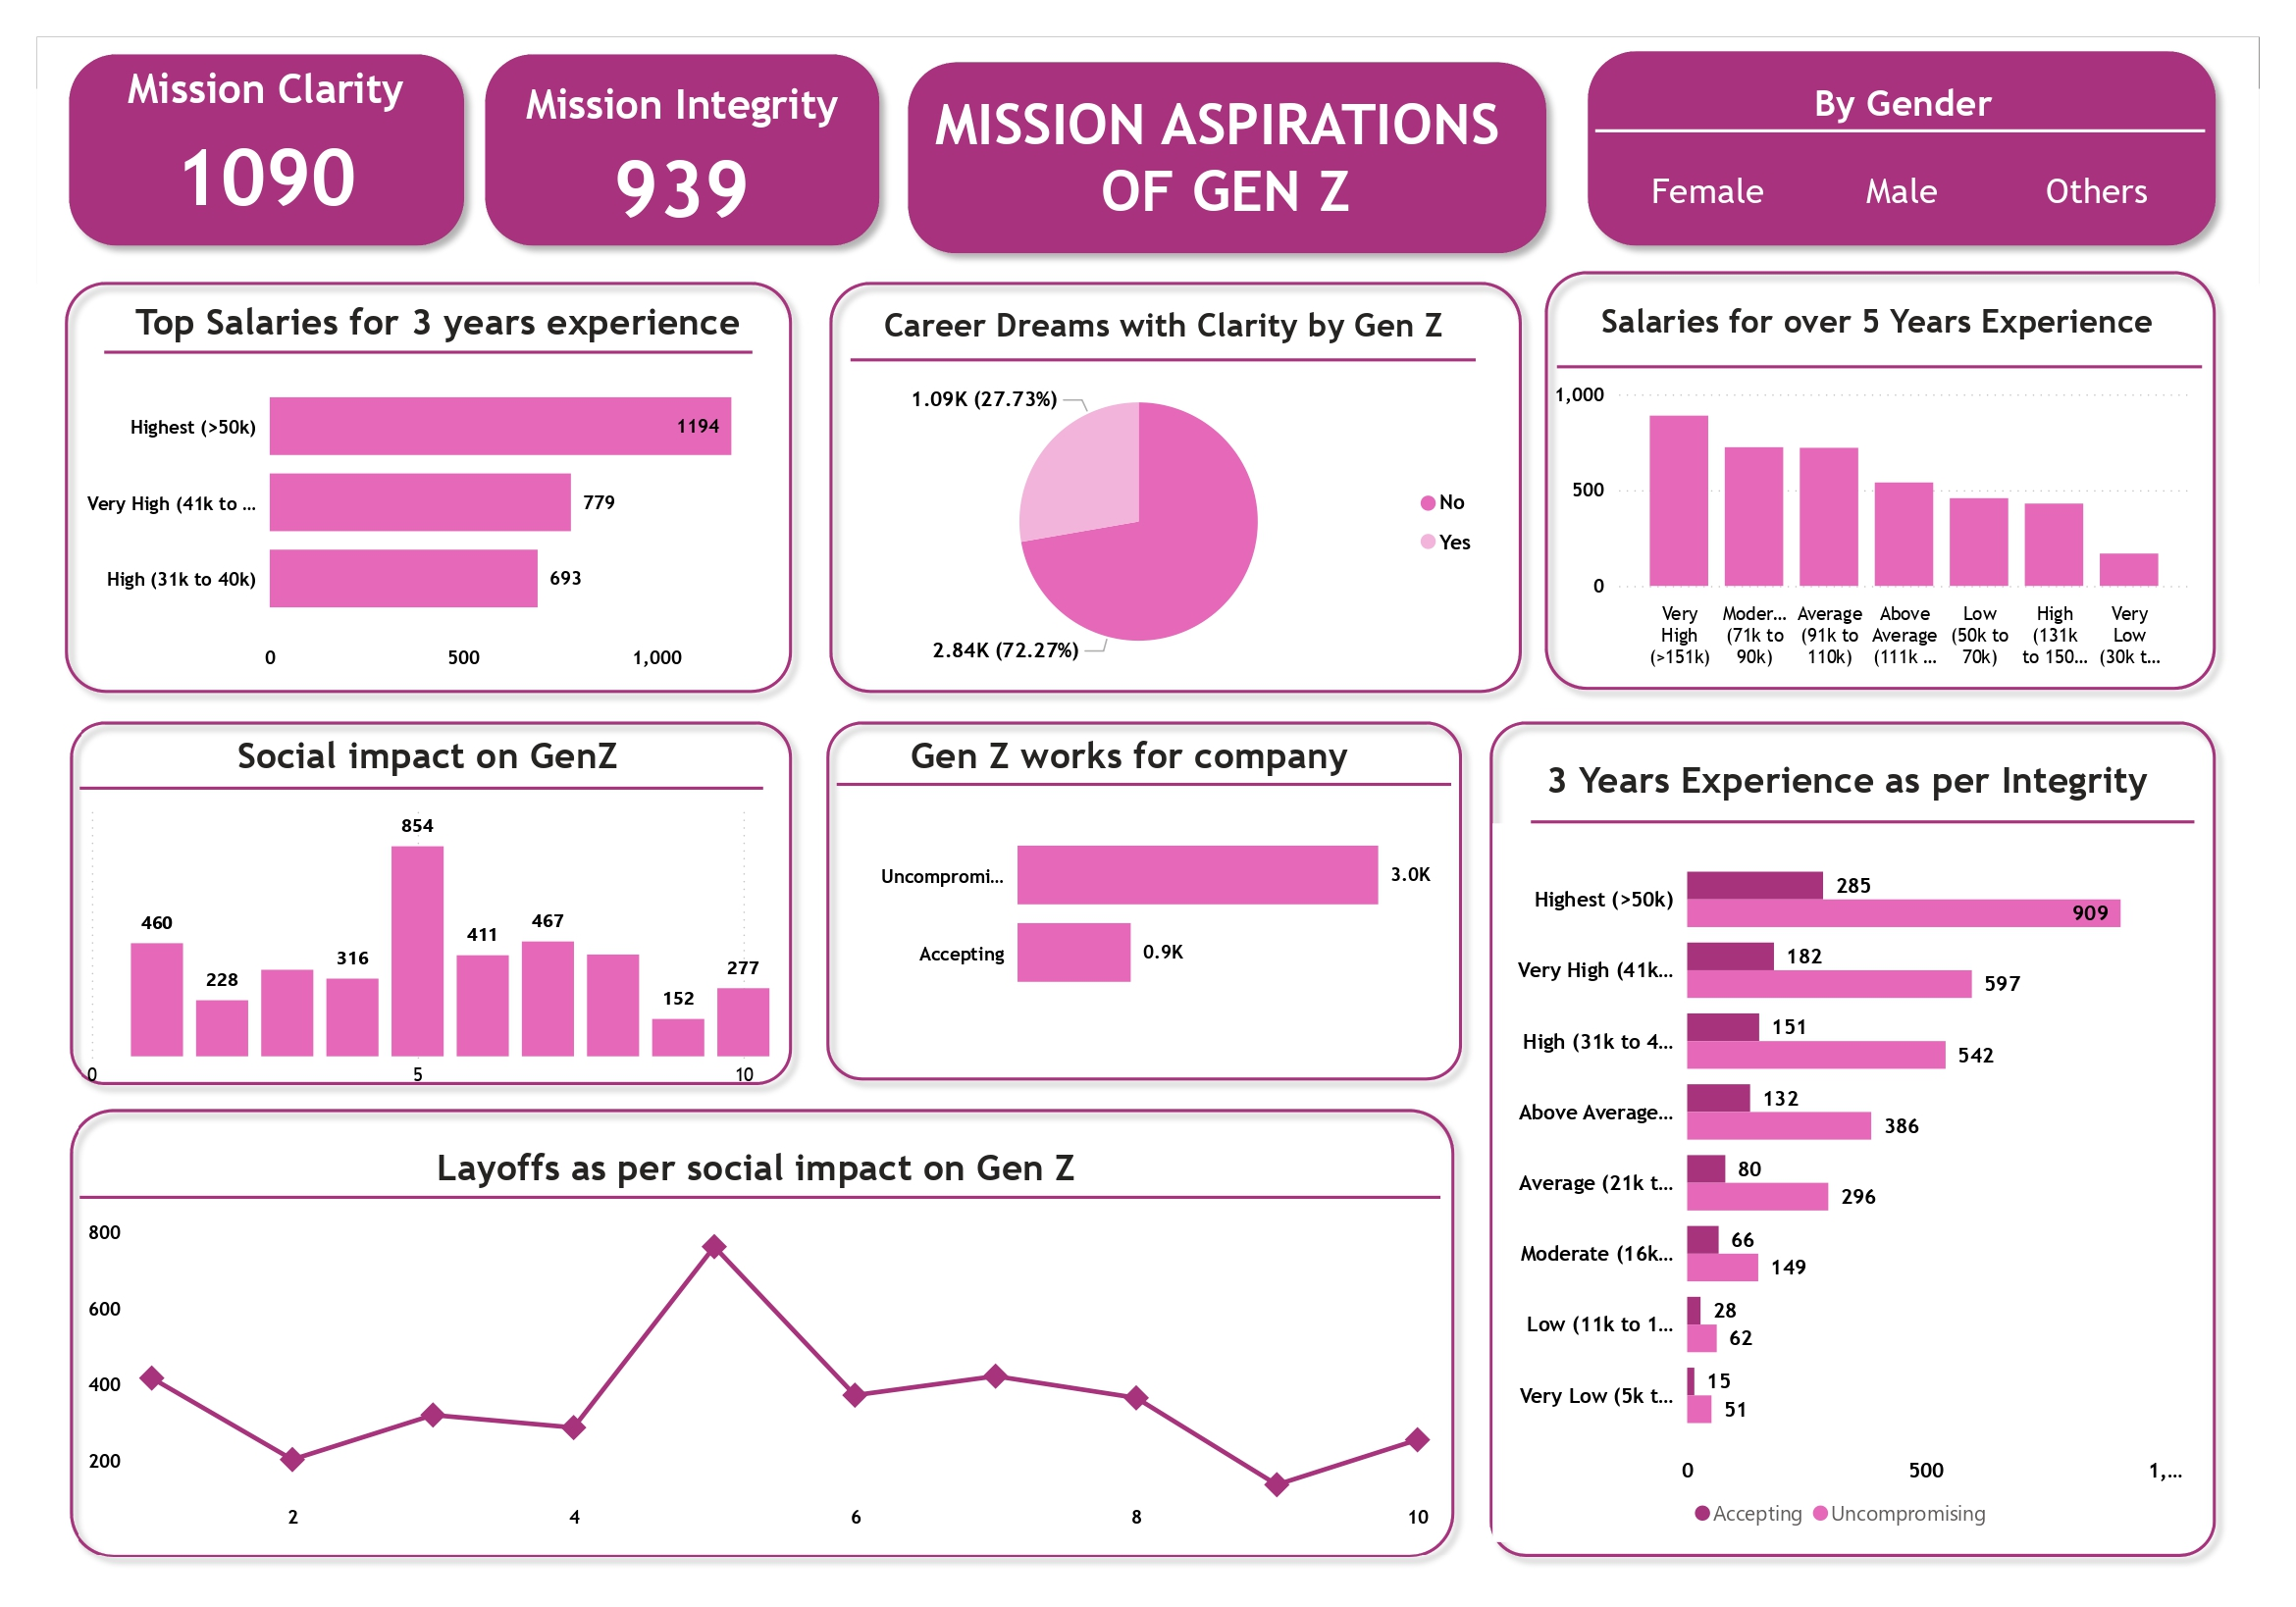 Mission Clarity
1090
Mission Integrity
939
MISSION ASPIRATIONS
OF GEN Z
By Gender
Female Male Others
Top Salaries for 3 years experience
Highest (>50k) 1194
Very High (41k to ... 779
High (31k to 40k) 693
0 500 1,000
Career Dreams with Clarity by Gen Z
1.09K (27.73%)
No
Yes
2.84K (72.27%)
Salaries for over 5 Years Experience
1,000
500
0
Very
High
(>151k)
Moder...
(71k to
90k)
Average
(91k to
110k)
Above
Average
(111k ...
Low
(50k to
70k)
High
(131k
to 150...
Very
Low
(30k t...
Social impact on GenZ
460 228 316 854 411 467 152 277
0 5 10
Gen Z works for company
Uncompromi... 3.0K
Accepting 0.9K
3 Years Experience as per Integrity
Highest (>50k) 285
909
Very High (41k... 182
597
High (31k to 4... 151
542
Above Average... 132
386
Average (21k t... 80
296
Moderate (16k... 66
149
Low (11k to 1... 28
62
Very Low (5k t... 15
51
0 500 1,...
Accepting Uncompromising
Layoffs as per social impact on Gen Z
800
600
400
200
2 4 6 8 10